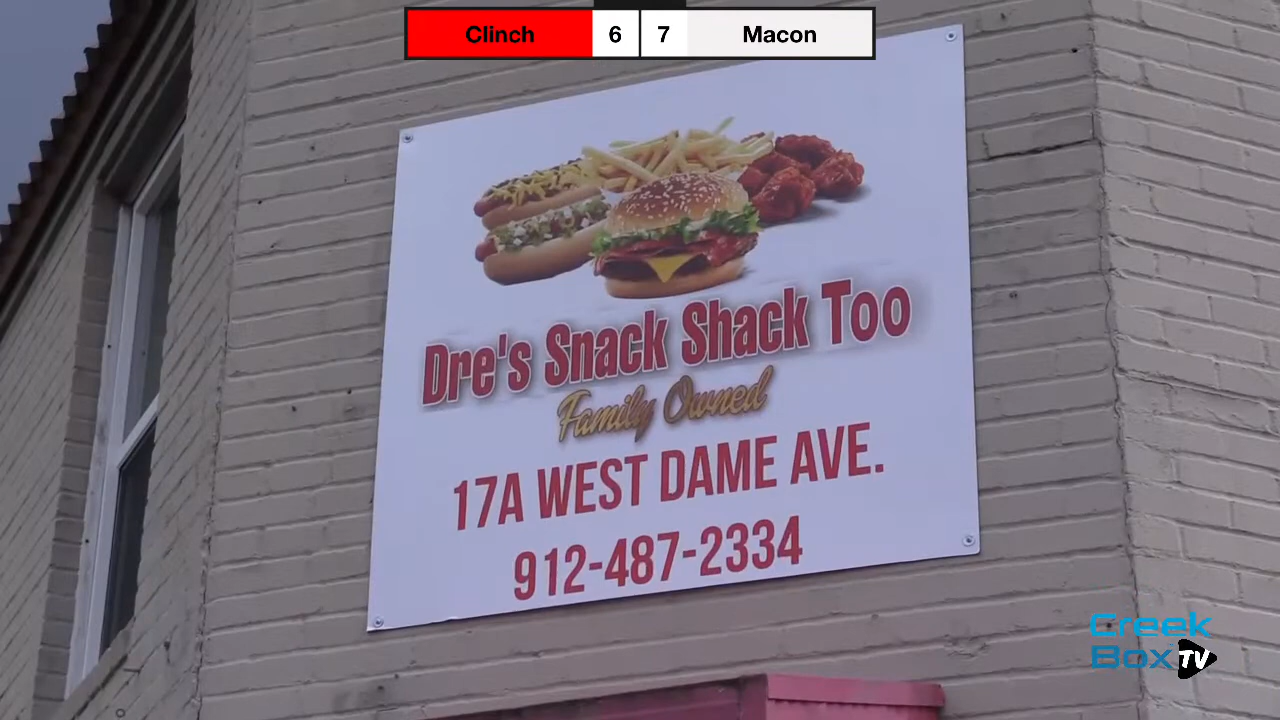 Clinch 6 7 Macon
Dre's Snack Shack Too
Family Owned
17A WEST DAME AVE.
912-487-2334
Creek
Box TV